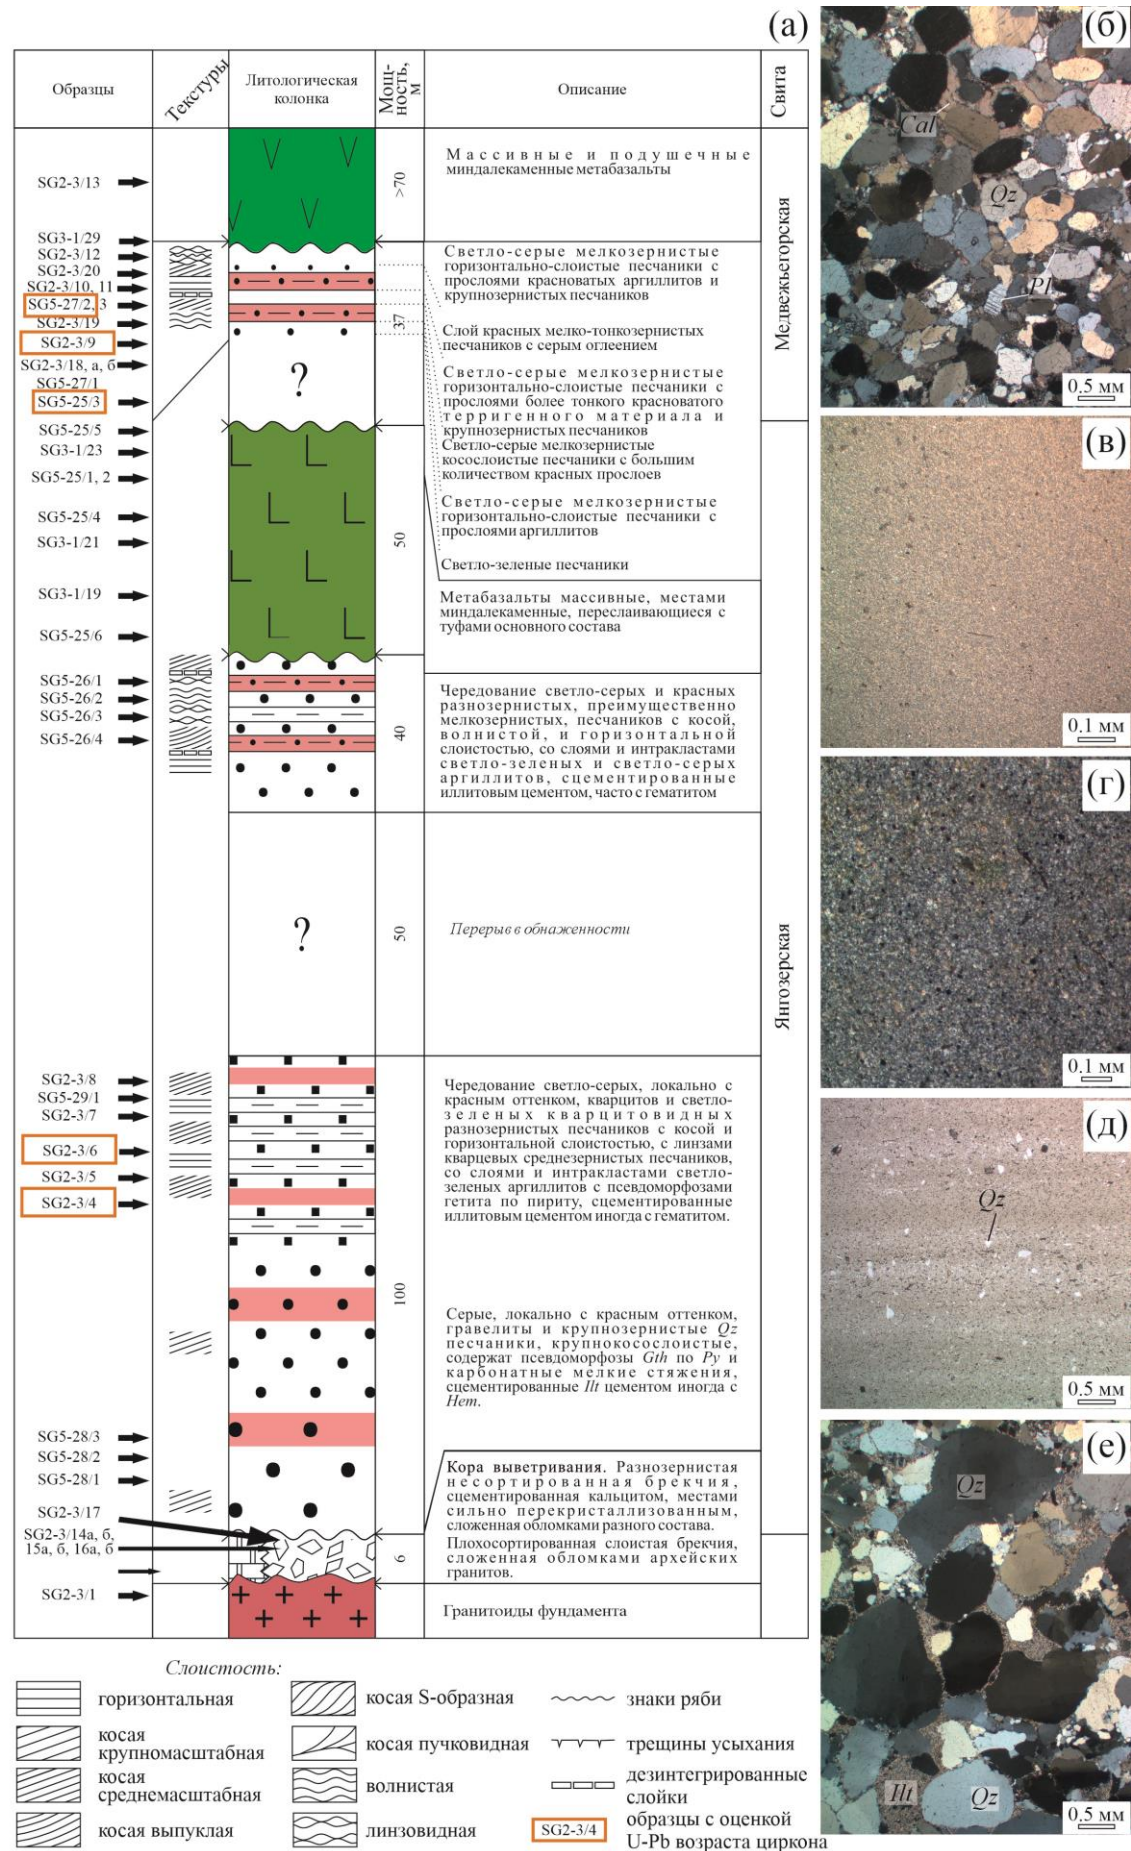 (а)
Образцы
Текстуры
Литологическая
колонка
Мощ-
ность,
м
Описание
Свита
SG2-3/13
SG3-1/29
SG2-3/12
SG2-3/20
SG2-3/10, 11
SG5-27/2, 3
SG2-3/19
SG2-3/9
SG2-3/18, а, б
SG5-27/1
SG5-25/3
SG5-25/5
SG3-1/23
SG5-25/1, 2
SG5-25/4
SG3-1/21
SG3-1/19
SG5-25/6
SG5-26/1
SG5-26/2
SG5-26/3
SG5-26/4
SG2-3/8
SG5-29/1
SG2-3/7
SG2-3/6
SG2-3/5
SG2-3/4
SG5-28/3
SG5-28/2
SG5-28/1
SG2-3/17
SG2-3/14а, б,
15а, б, 16а, б
SG2-3/1
?
?
>70
37
50
40
50
100
6
Массивные и подушечные
миндалекаменные метабазальты
Светло-серые мелкозернистые
горизонтально-слоистые песчаники с
прослоями красноватых аргиллитов и
крупнозернистых песчаников
Слой красных мелко-тонкозернистых
песчаников с серым оглеением
Светло-серые мелкозернистые
горизонтально-слоистые песчаники с
прослоями более тонкого красноватого
терригенного материала и
крупнозернистых песчаников
Светло-серые мелкозернистые
косослоистые песчаники с большим
количеством красных прослоев
Светло-серые мелкозернистые
горизонтально-слоистые песчаники с
прослоями аргиллитов
Светло-зеленые песчаники
Метабазальты массивные, местами
миндалекаменные, переслаивающиеся с
туфами основного состава
Чередование светло-серых и красных
разнозернистых, преимущественно
мелкозернистых, песчаников с косой,
волнистой, и горизонтальной
слоистостью, со слоями и интракластами
светло-зеленых и светло-серых
аргиллитов, сцементированные
иллитовым цементом, часто с гематитом
Перерыв в обнаженности
Чередование светло-серых, локально с
красным оттенком, кварцитов и светло-
зеленых кварцитовидных
разнозернистых песчаников с косой и
горизонтальной слоистостью, с линзами
кварцевых среднезернистых песчаников,
со слоями и интракластами светло-
зеленых аргиллитов с псевдоморфозами
гетита по пириту, сцементированные
иллитовым цементом иногда с гематитом.
Серые, локально с красным оттенком,
гравелиты и крупнозернистые Qz
песчаники, крупнокосослоистые,
содержат псевдоморфозы Gth по Py и
карбонатные мелкие стяжения,
сцементированные Ilt цементом иногда с
Hem.
Кора выветривания. Разнозернистая
несортированная брекчия,
сцементированная кальцитом, местами
сильно перекристаллизованным,
сложенная обломками разного состава.
Плохосортированная слоистая брекчия,
сложенная обломками архейских
гранитов.
Гранитоиды фундамента
Медвежьегорская
Янгозерская
(б)
Cal
Qz
Pl
0.5 мм
(в)
0.1 мм
(г)
0.1 мм
(д)
Qz
0.5 мм
(е)
Qz
Ilt
Qz
0.5 мм
Слоистость:
горизонтальная
косая
крупномасштабная
косая
среднемасштабная
косая выпуклая
косая S-образная
косая пучковидная
волнистая
линзовидная
знаки ряби
трещины усыхания
дезинтегрированные
слойки
SG2-3/4
образцы с оценкой
U-Pb возраста циркона